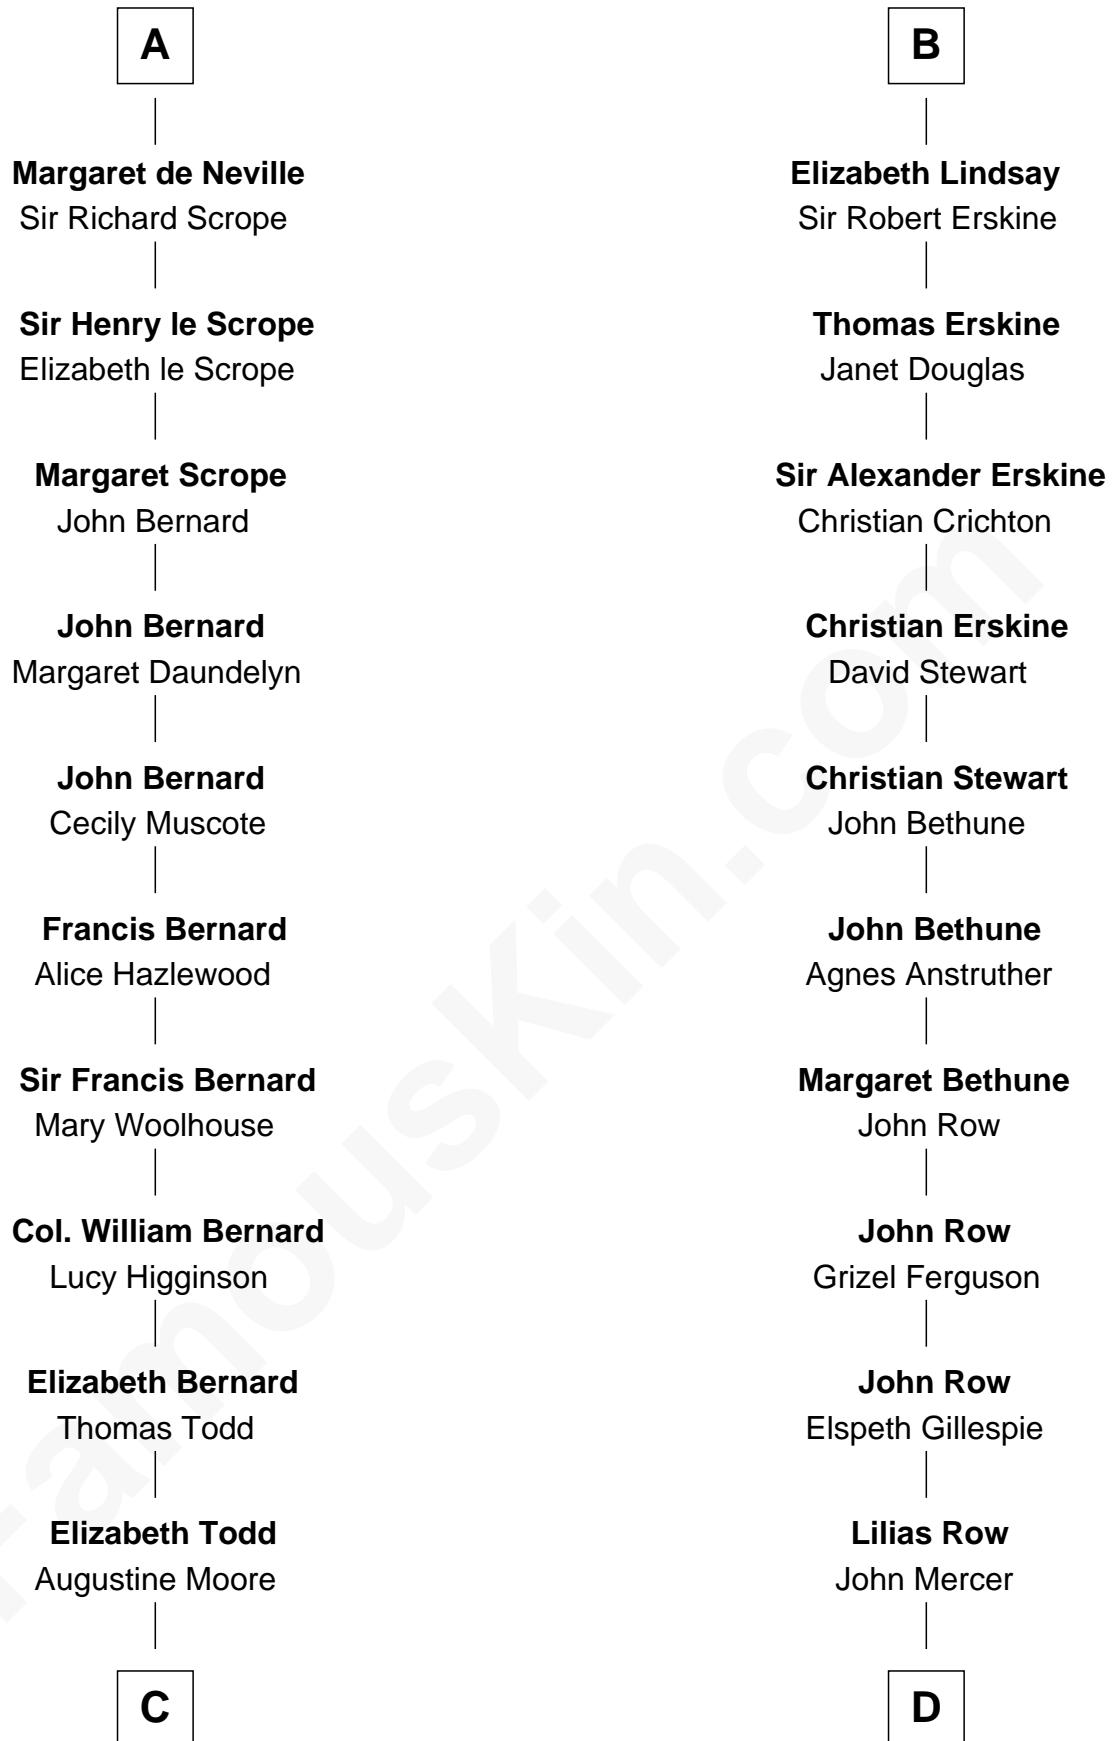 A
Margaret de Neville
Sir Richard Scrope
Sir Henry le Scrope
Elizabeth le Scrope
Margaret Scrope
John Bernard
John Bernard
Margaret Daundelyn
John Bernard
Cecily Muscote
Francis Bernard
Alice Hazlewood
Sir Francis Bernard
Mary Woolhouse
Col. William Bernard
Lucy Higginson
Elizabeth Bernard
Thomas Todd
Elizabeth Todd
Augustine Moore
C
B
Elizabeth Lindsay
Sir Robert Erskine
Thomas Erskine
Janet Douglas
Sir Alexander Erskine
Christian Crichton
Christian Erskine
David Stewart
Christian Stewart
John Bethune
John Bethune
Agnes Anstruther
Margaret Bethune
John Row
John Row
Grizel Ferguson
John Row
Elspeth Gillespie
Lilias Row
John Mercer
D
FamousKin.com